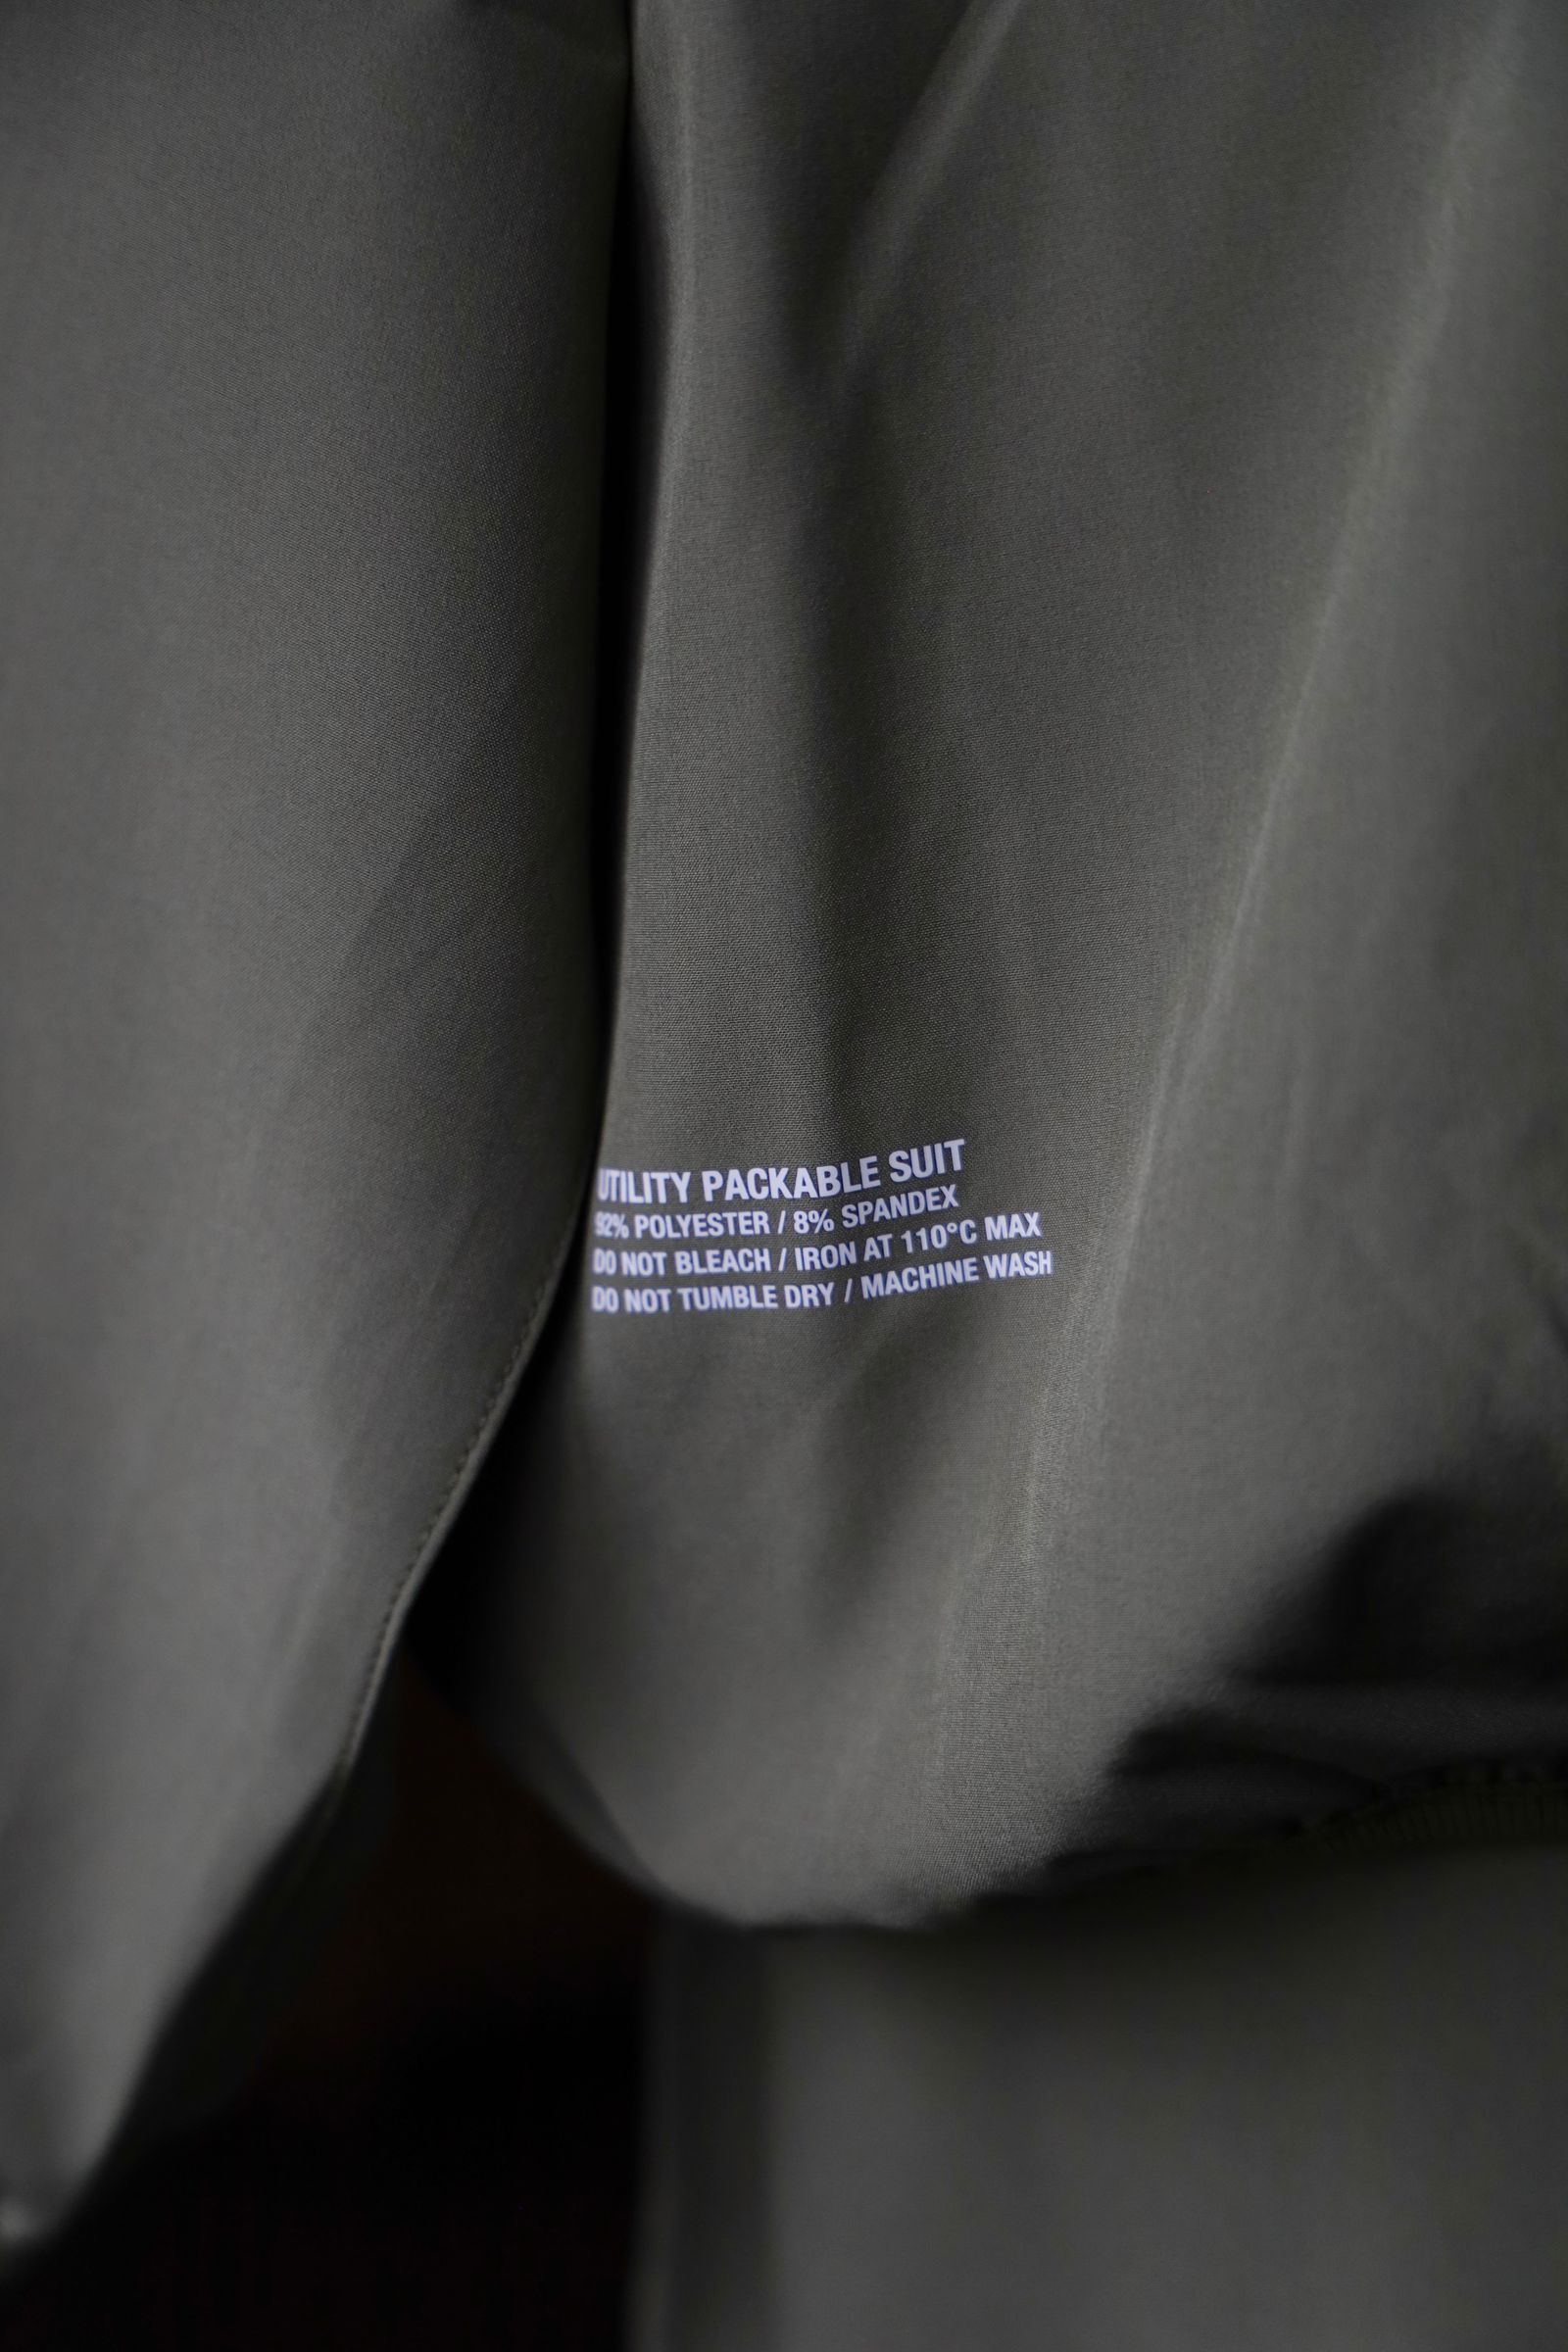 UTILITY PACKABLE SUIT
92% POLYESTER / 8% SPANDEX
DO NOT BLEACH / IRON AT 110°C MAX
DO NOT TUMBLE DRY / MACHINE WASH